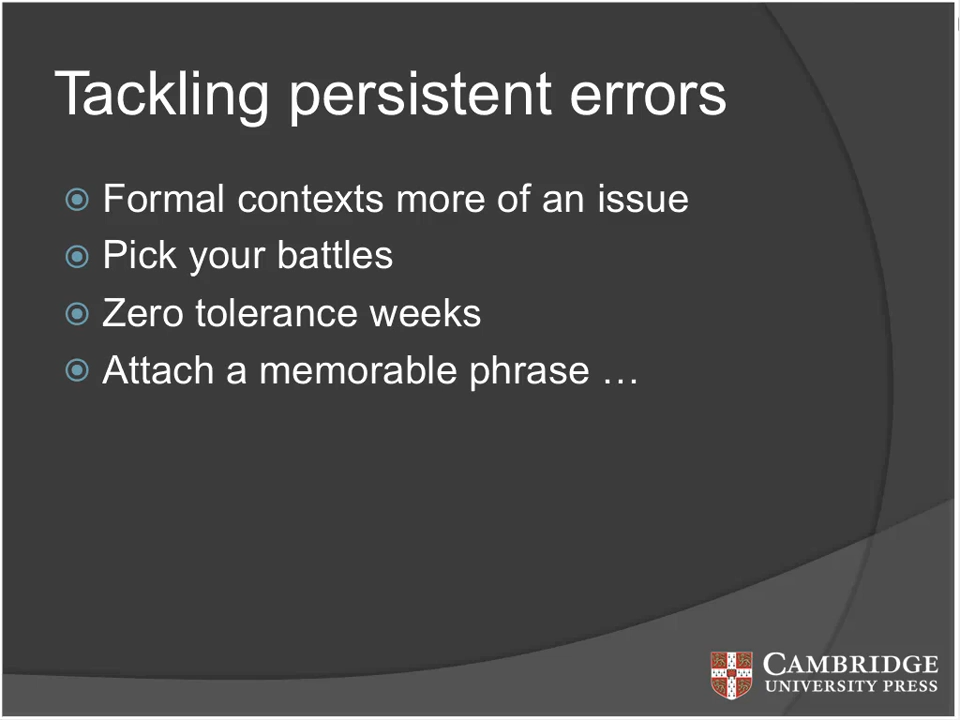 Tackling persistent errors
Formal contexts more of an issue
Pick your battles
Zero tolerance weeks
Attach a memorable phrase …
CAMBRIDGE
UNIVERSITY PRESS